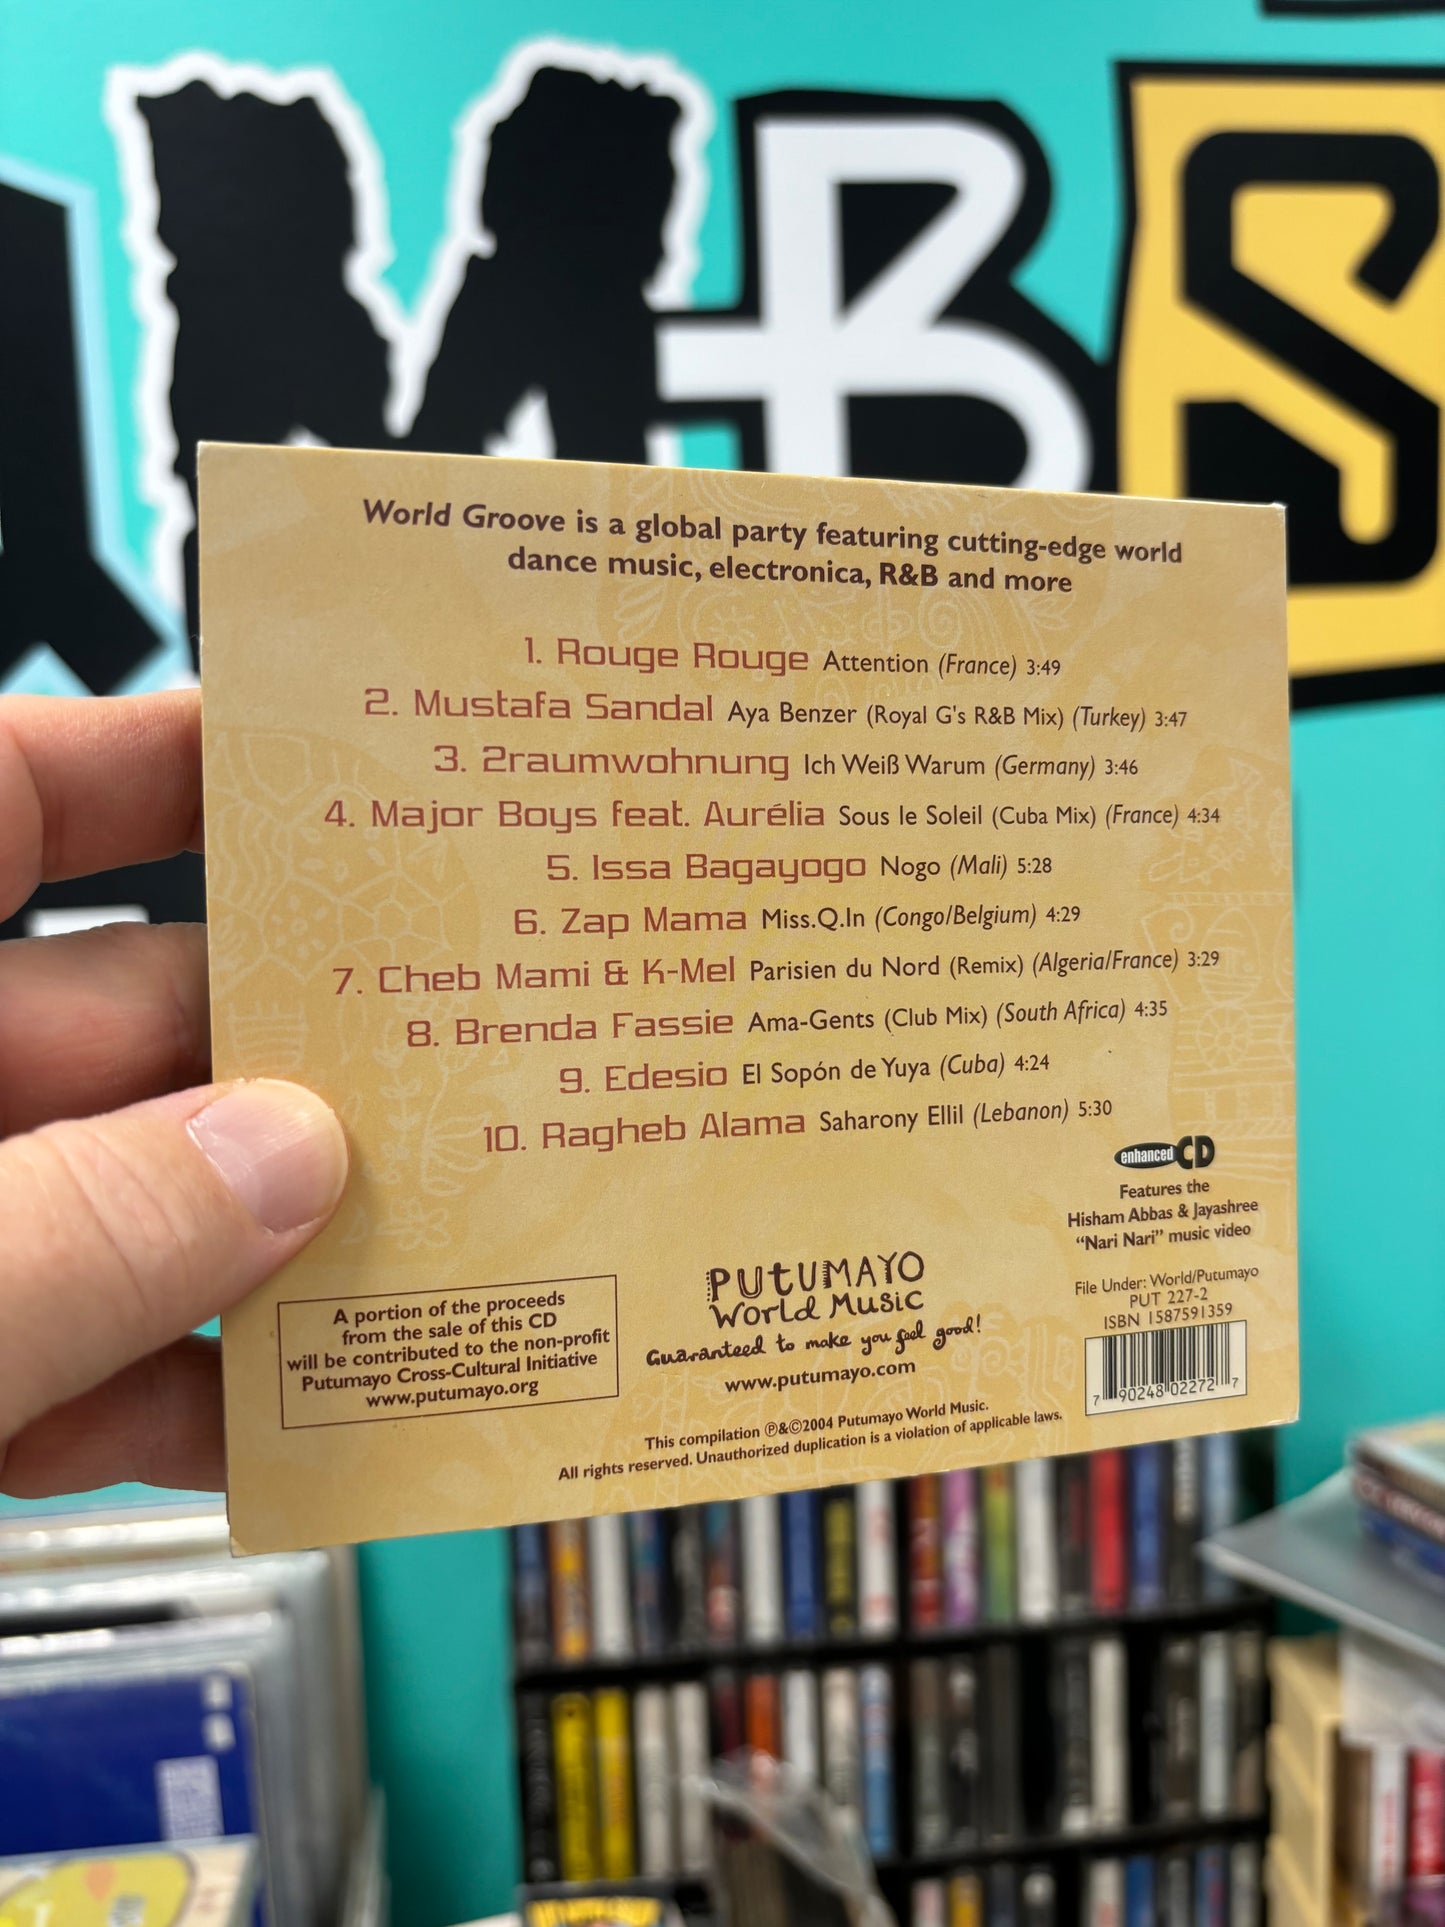 MBS
World Groove is a global party featuring cutting-edge world
dance music, electronica, R&B and more
1. Rouge Rouge Attention (France) 3:49
2. Mustafa Sandal Aya Benzer (Royal G's R&B Mix) (Turkey) 3:47
3. 2raumwohnung Ich Weiß Warum (Germany) 3:46
4. Major Boys feat. Aurélia Sous le Soleil (Cuba Mix) (France) 4:34
5. Issa Bagayogo Nogo (Mali) 5:28
6. Zap Mama Miss.Q.In (Congo/Belgium) 4:29
7. Cheb Mami & K-Mel Parisien du Nord (Remix) (Algeria/France) 3:29
8. Brenda Fassie Ama-Gents (Club Mix) (South Africa) 4:35
9. Edesio El Sopón de Yuya (Cuba) 4:24
10. Ragheb Alama Saharony Ellil (Lebanon) 5:30
enhanced CD
Features the
Hisham Abbas & Jayashree
"Nari Nari" music video
File Under: World/Putumayo
PUT 227-2
ISBN 1587591359
7 90248 02272 7
A portion of the proceeds
from the sale of this CD
will be contributed to the non-profit
Putumayo Cross-Cultural Initiative
www.putumayo.org
PUTUMAYO
World Music
Guaranteed to make you feel good!
www.putumayo.com
This compilation ℗&©2004 Putumayo World Music.
All rights reserved. Unauthorized duplication is a violation of applicable laws.